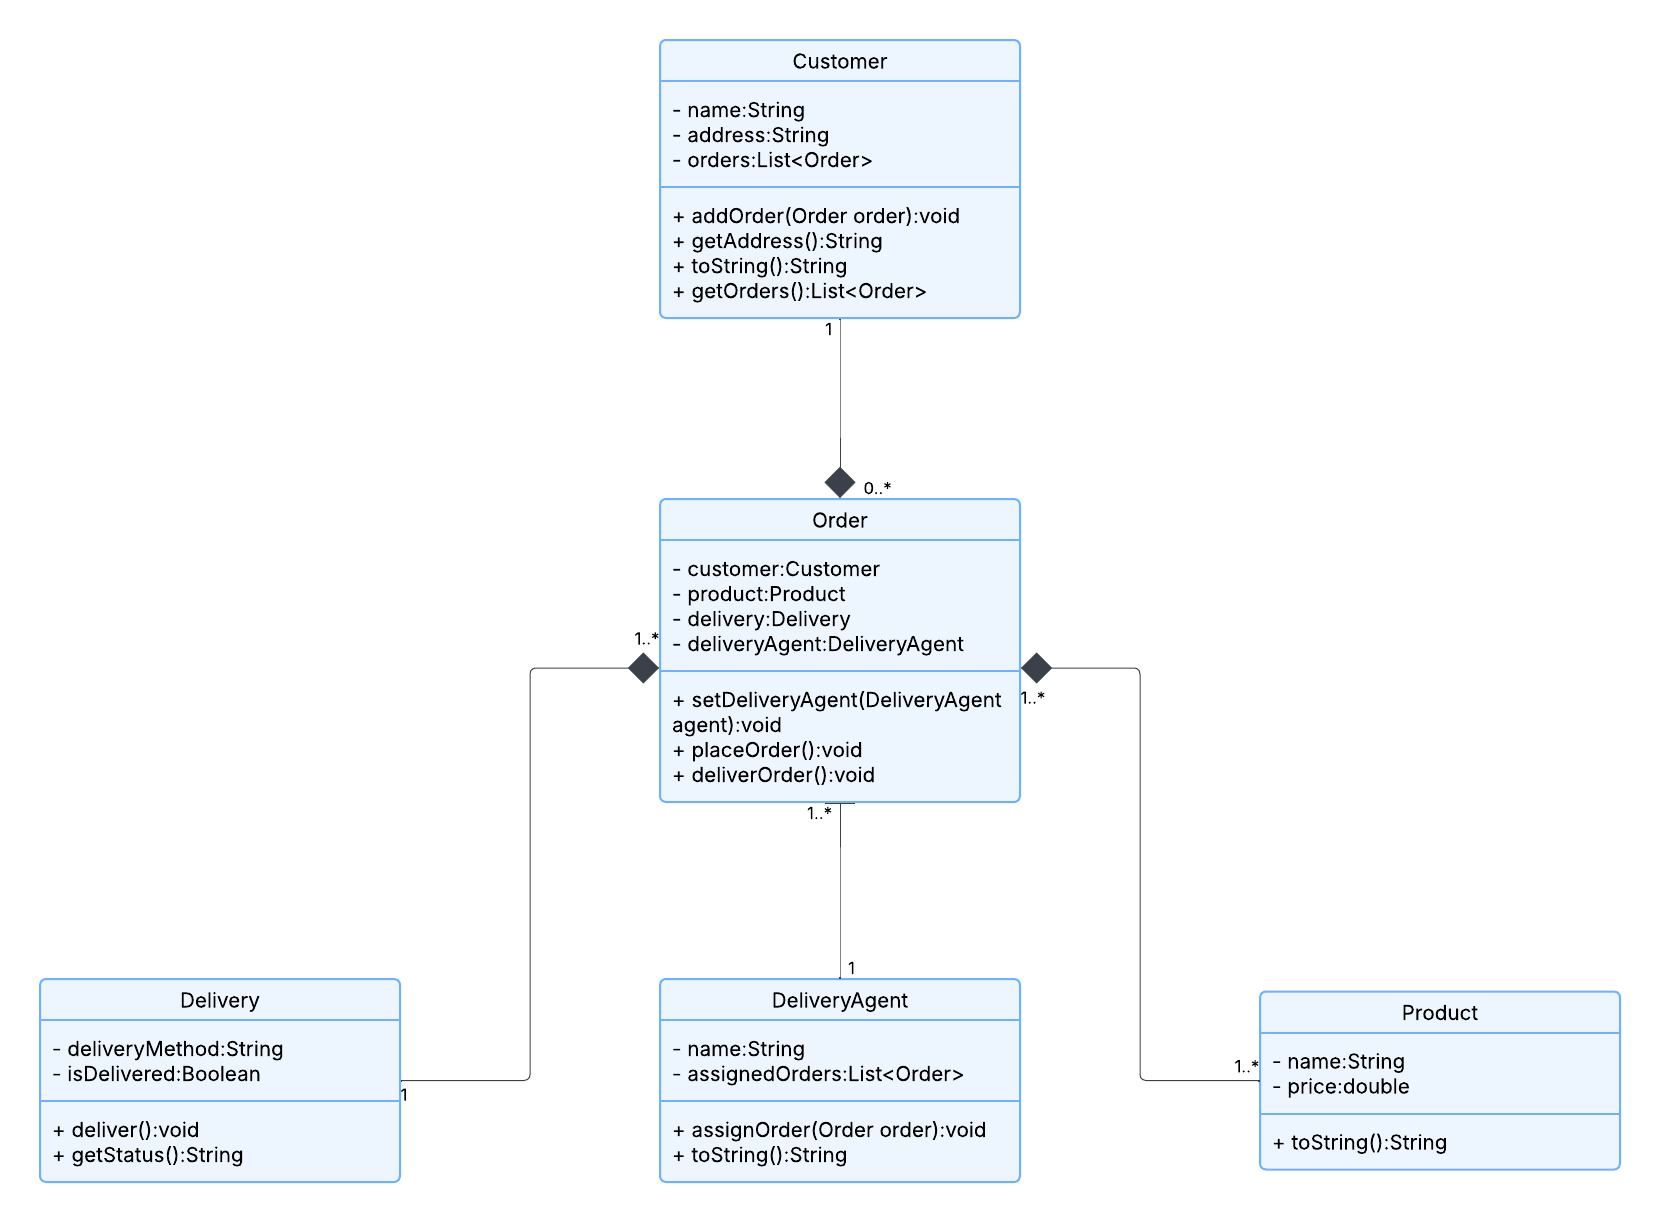 Customer
- name:String
- address:String
- orders:List<Order>
+ addOrder(Order order):void
+ getAddress():String
+ toString():String
+ getOrders():List<Order>
1
0..*
Order
- customer:Customer
- product:Product
- delivery:Delivery
- deliveryAgent:DeliveryAgent
+ setDeliveryAgent(DeliveryAgent
agent):void
+ placeOrder():void
+ deliverOrder():void
1..*
1..*
1..*
1
Delivery
- deliveryMethod:String
- isDelivered:Boolean
+ deliver():void
+ getStatus():String
1
DeliveryAgent
- name:String
- assignedOrders:List<Order>
+ assignOrder(Order order):void
+ toString():String
1..*
Product
- name:String
- price:double
+ toString():String